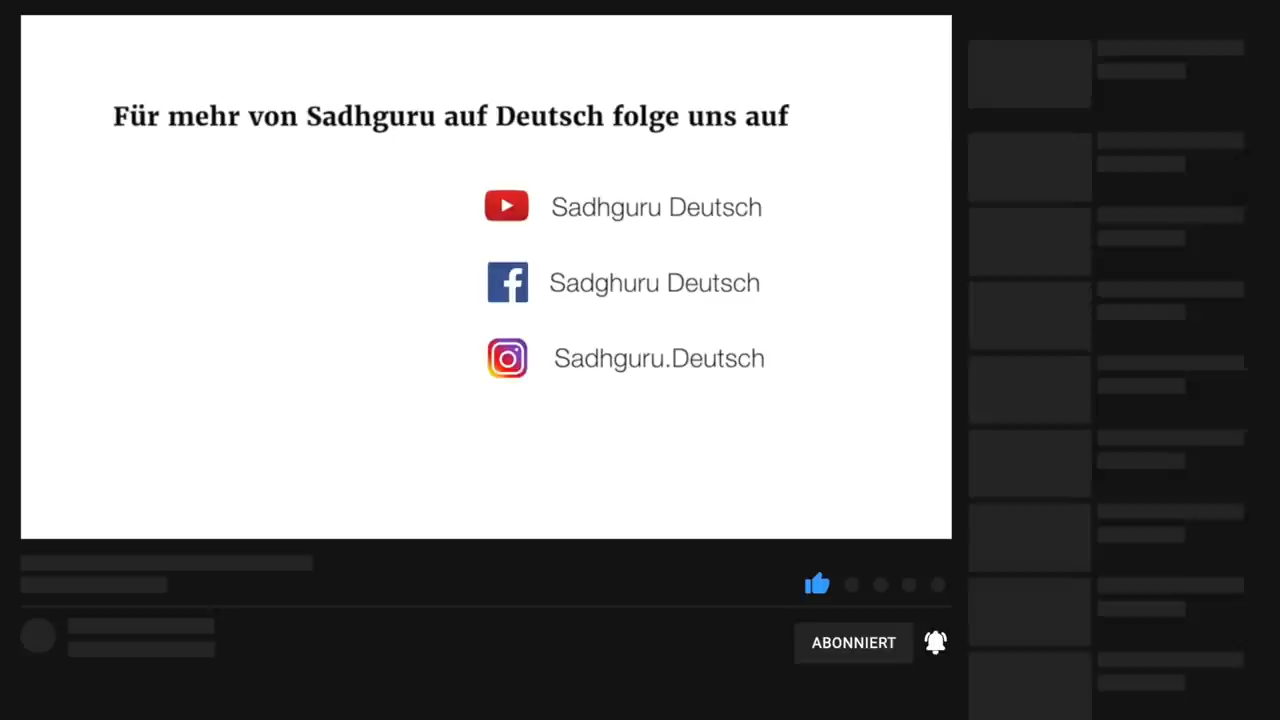 Für mehr von Sadhguru auf Deutsch folge uns auf
Sadhguru Deutsch
Sadghuru Deutsch
Sadhguru.Deutsch
ABONNIERT